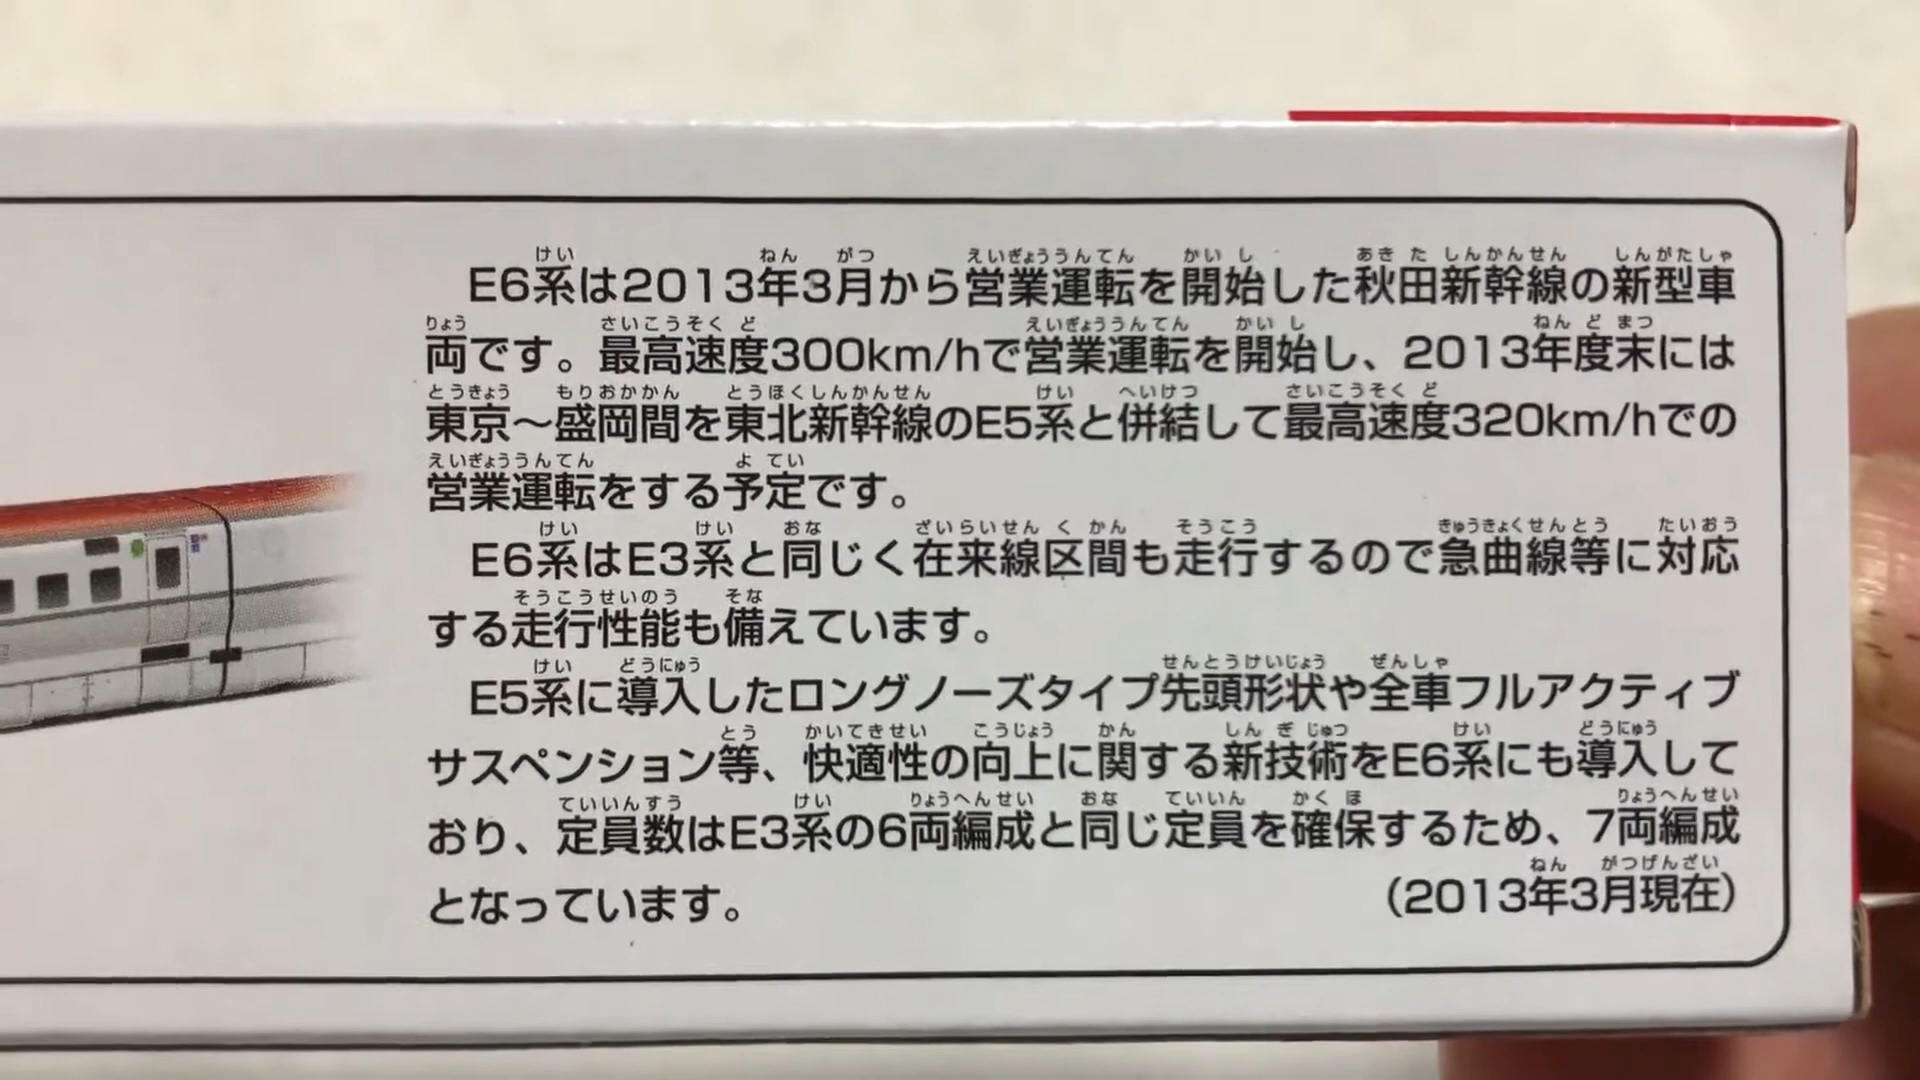 E6系は2013年3月から営業運転を開始した秋田新幹線の新型車
両です。最高速度300km/hで営業運転を開始し、2013年度末には
東京～盛岡間を東北新幹線のE5系と併結して最高速度320km/hでの
営業運転をする予定です。
E6系はE3系と同じく在来線区間も走行するので急曲線等に対応
する走行性能も備えています。
E5系に導入したロングノーズタイプ先頭形状や全車フルアクティブ
サスペンション等、快適性の向上に関する新技術をE6系にも導入して
おり、定員数はE3系の6両編成と同じ定員を確保するため、7両編成
となっています。
（2013年3月現在）